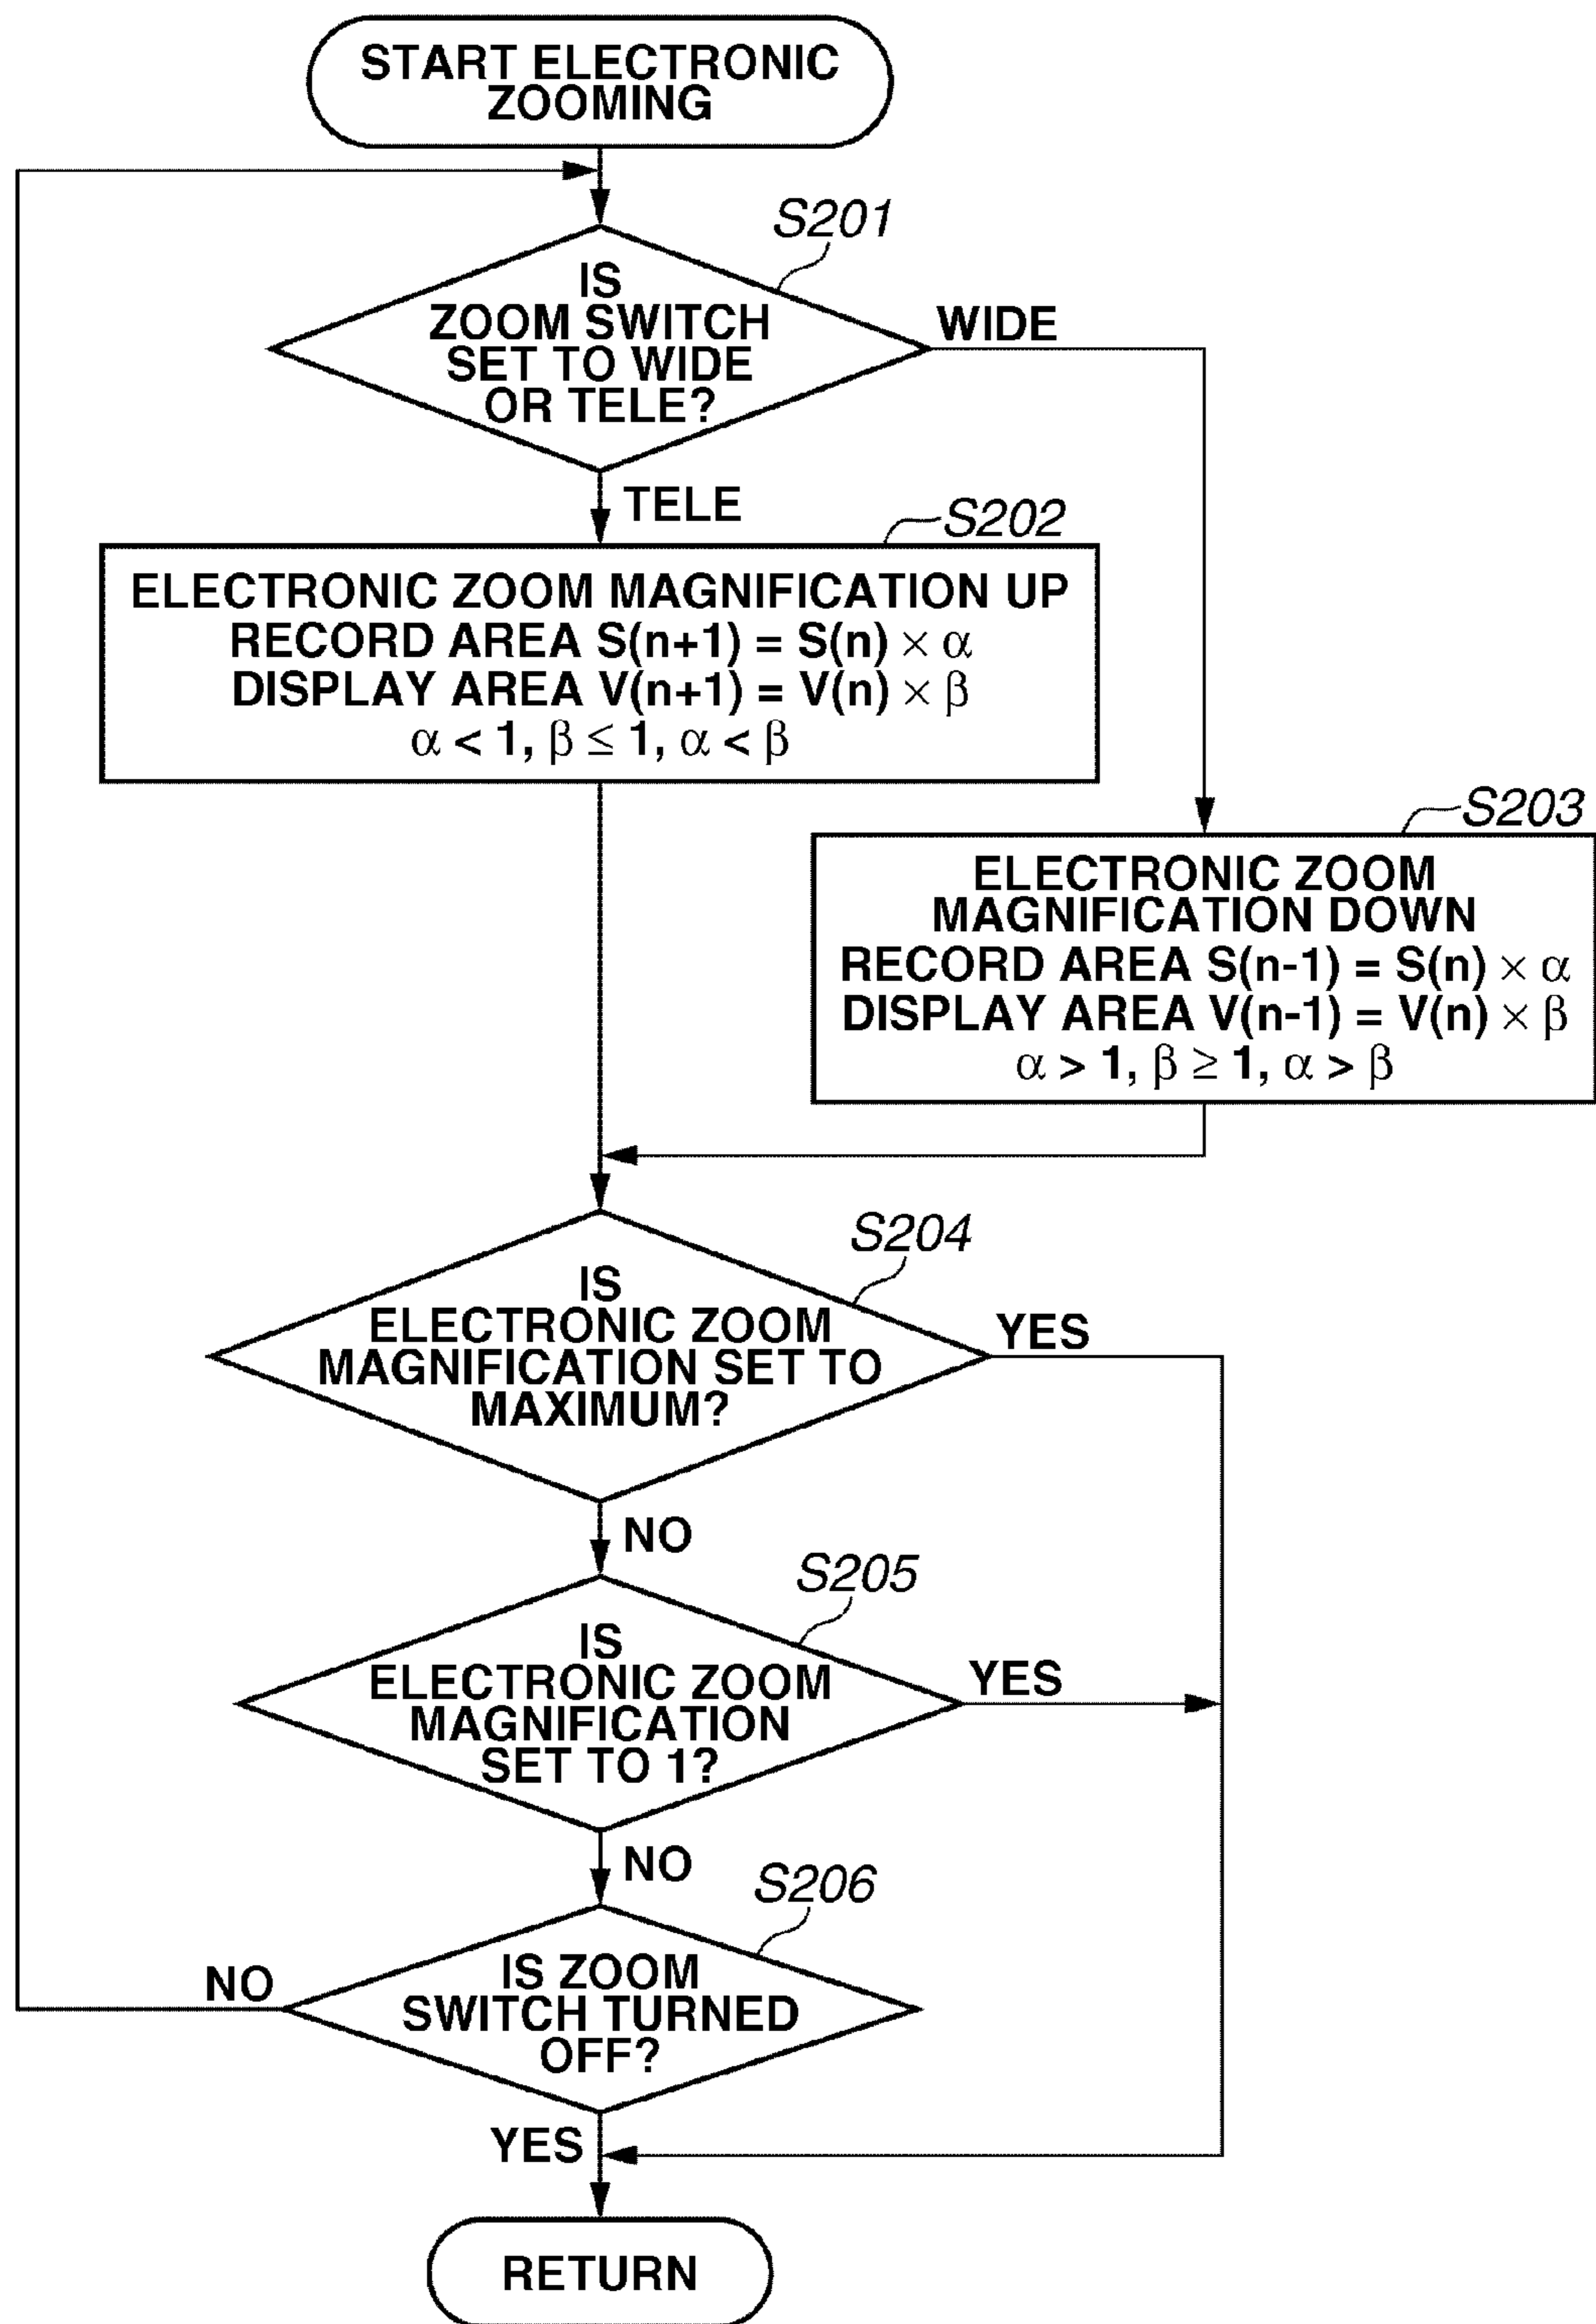 START ELECTRONIC
ZOOMING
S201
IS
ZOOM SWITCH
SET TO WIDE
OR TELE?
WIDE
TELE
S202
ELECTRONIC ZOOM MAGNIFICATION UP
RECORD AREA S(n+1) = S(n) × α
DISPLAY AREA V(n+1) = V(n) × β
α < 1, β ≤ 1, α < β
S203
ELECTRONIC ZOOM
MAGNIFICATION DOWN
RECORD AREA S(n-1) = S(n) × α
DISPLAY AREA V(n-1) = V(n) × β
α > 1, β ≥ 1, α > β
S204
IS
ELECTRONIC ZOOM
MAGNIFICATION SET TO
MAXIMUM?
YES
NO
S205
IS
ELECTRONIC ZOOM
MAGNIFICATION
SET TO 1?
YES
NO
S206
IS ZOOM
SWITCH TURNED
OFF?
NO
YES
RETURN